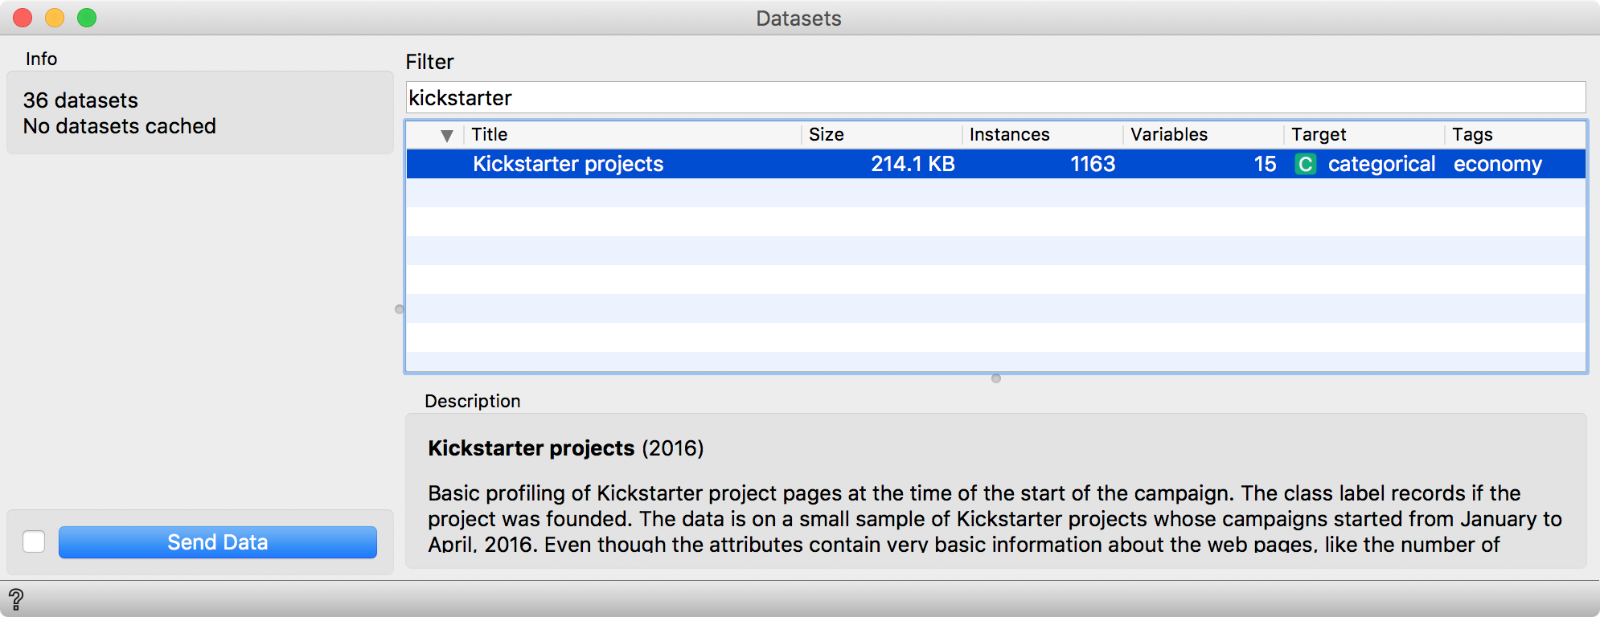 Datasets
Info
36 datasets
No datasets cached
Send Data
Filter
kickstarter
Title Size Instances Variables Target Tags
Kickstarter projects 214.1 KB 1163 15 C categorical economy
Description
Kickstarter projects (2016)
Basic profiling of Kickstarter project pages at the time of the start of the campaign. The class label records if the
project was founded. The data is on a small sample of Kickstarter projects whose campaigns started from January to
April, 2016. Even though the attributes contain very basic information about the web pages, like the number of
?